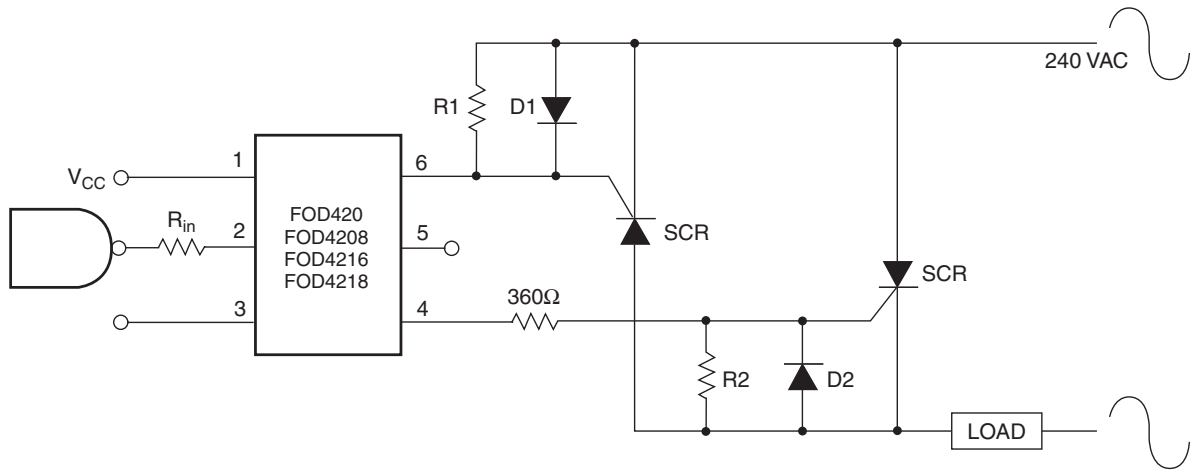 240 VAC
R1
D1
VCC
1
6
Rin
2
FOD420
FOD4208
FOD4216
FOD4218
5
SCR
SCR
3
4
360Ω
R2
D2
LOAD